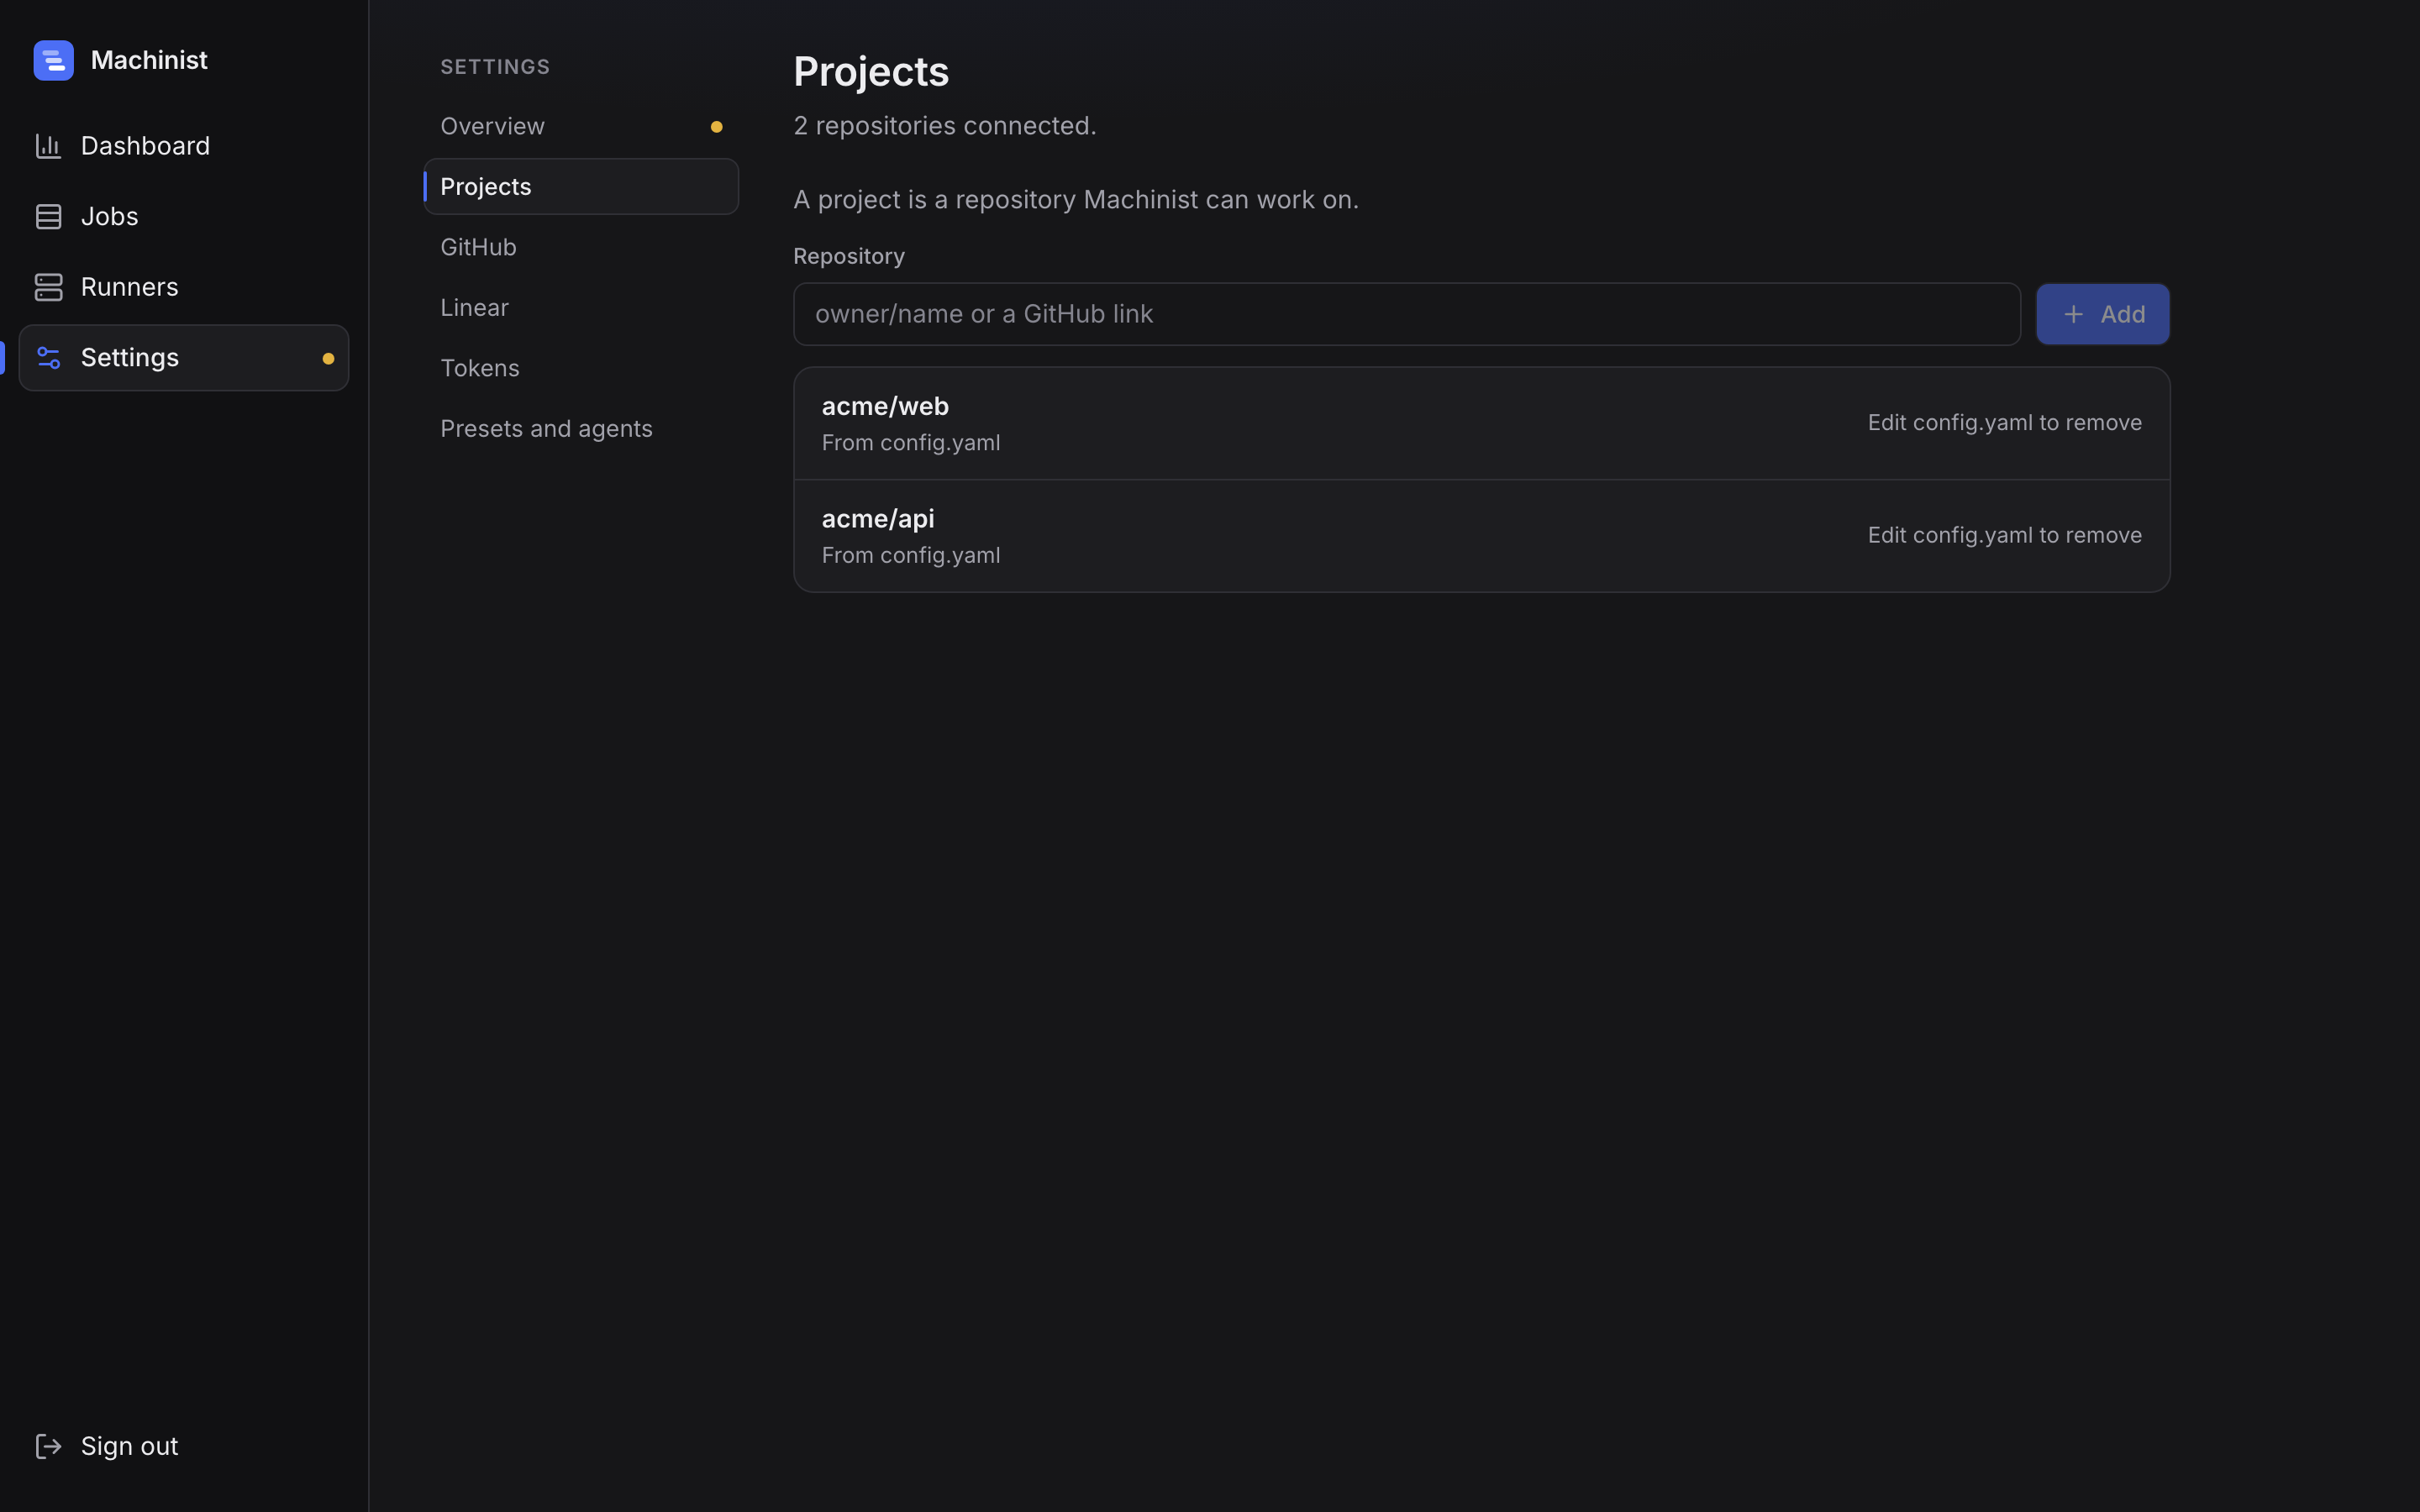 Machinist
Dashboard
Jobs
Runners
Settings
Sign out
SETTINGS
Overview
Projects
GitHub
Linear
Tokens
Presets and agents
Projects
2 repositories connected.
A project is a repository Machinist can work on.
Repository
owner/name or a GitHub link
Add
acme/web
From config.yaml
Edit config.yaml to remove
acme/api
From config.yaml
Edit config.yaml to remove